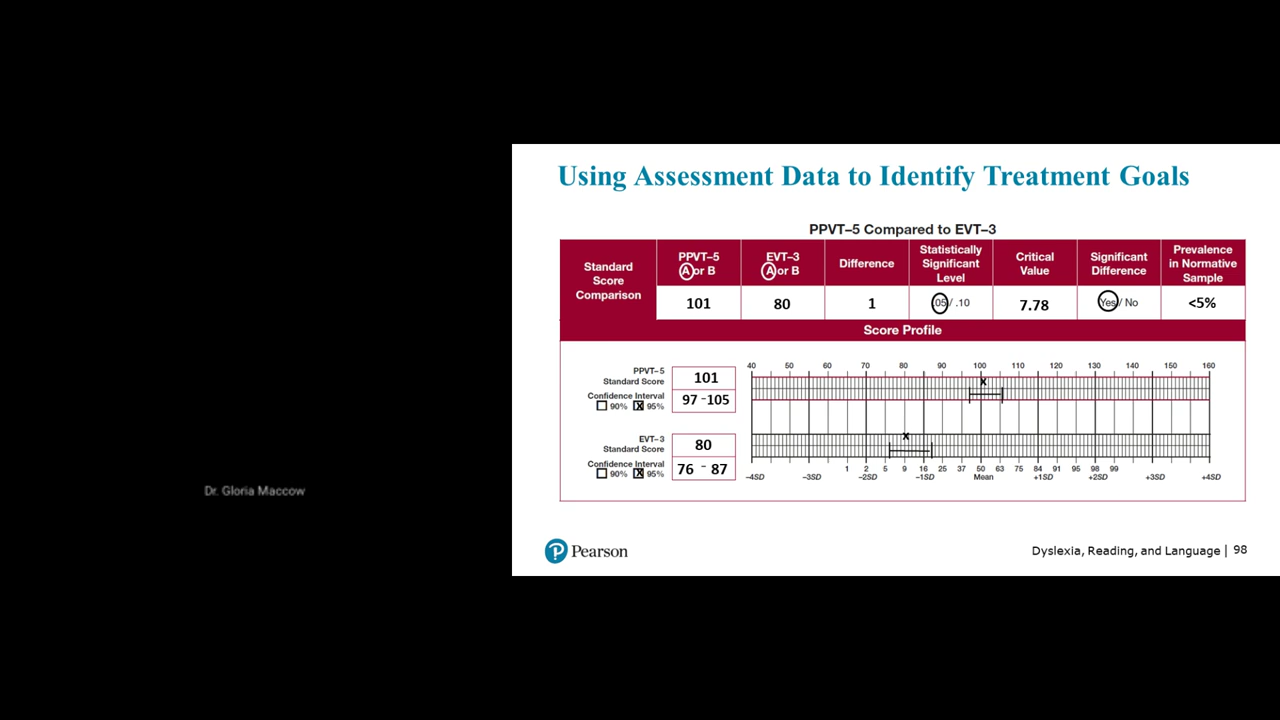 Using Assessment Data to Identify Treatment Goals
PPVT–5 Compared to EVT–3
Standard Score Comparison
PPVT–5 A or B
EVT–3 A or B
Difference
Statistically Significant Level
Critical Value
Significant Difference
Prevalence in Normative Sample
101 80 1 .05 / .10 7.78 Yes / No <5%
Score Profile
40 50 60 70 80 90 100 110 120 130 140 150 160
PPVT–5
Standard Score
101
x
Confidence Interval
90% X 95%
97 -105
EVT–3
Standard Score
80
x
Confidence Interval
90% X 95%
76 - 87
1 2 5 9 16 25 37 50 63 75 84 91 95 98 99
–4SD –3SD –2SD –1SD Mean +1SD +2SD +3SD +4SD
Dr. Gloria Maccow
P Pearson
Dyslexia, Reading, and Language | 98